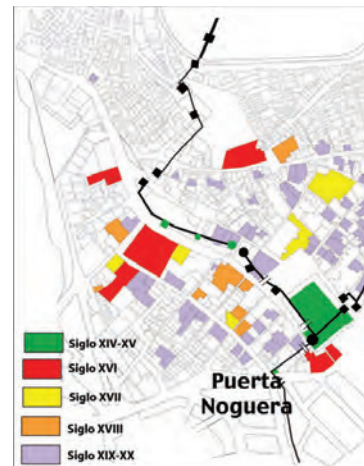 Siglo XIV-XV
Siglo XVI
Siglo XVII
Siglo XVIII
Siglo XIX-XX
Puerta
Noguera